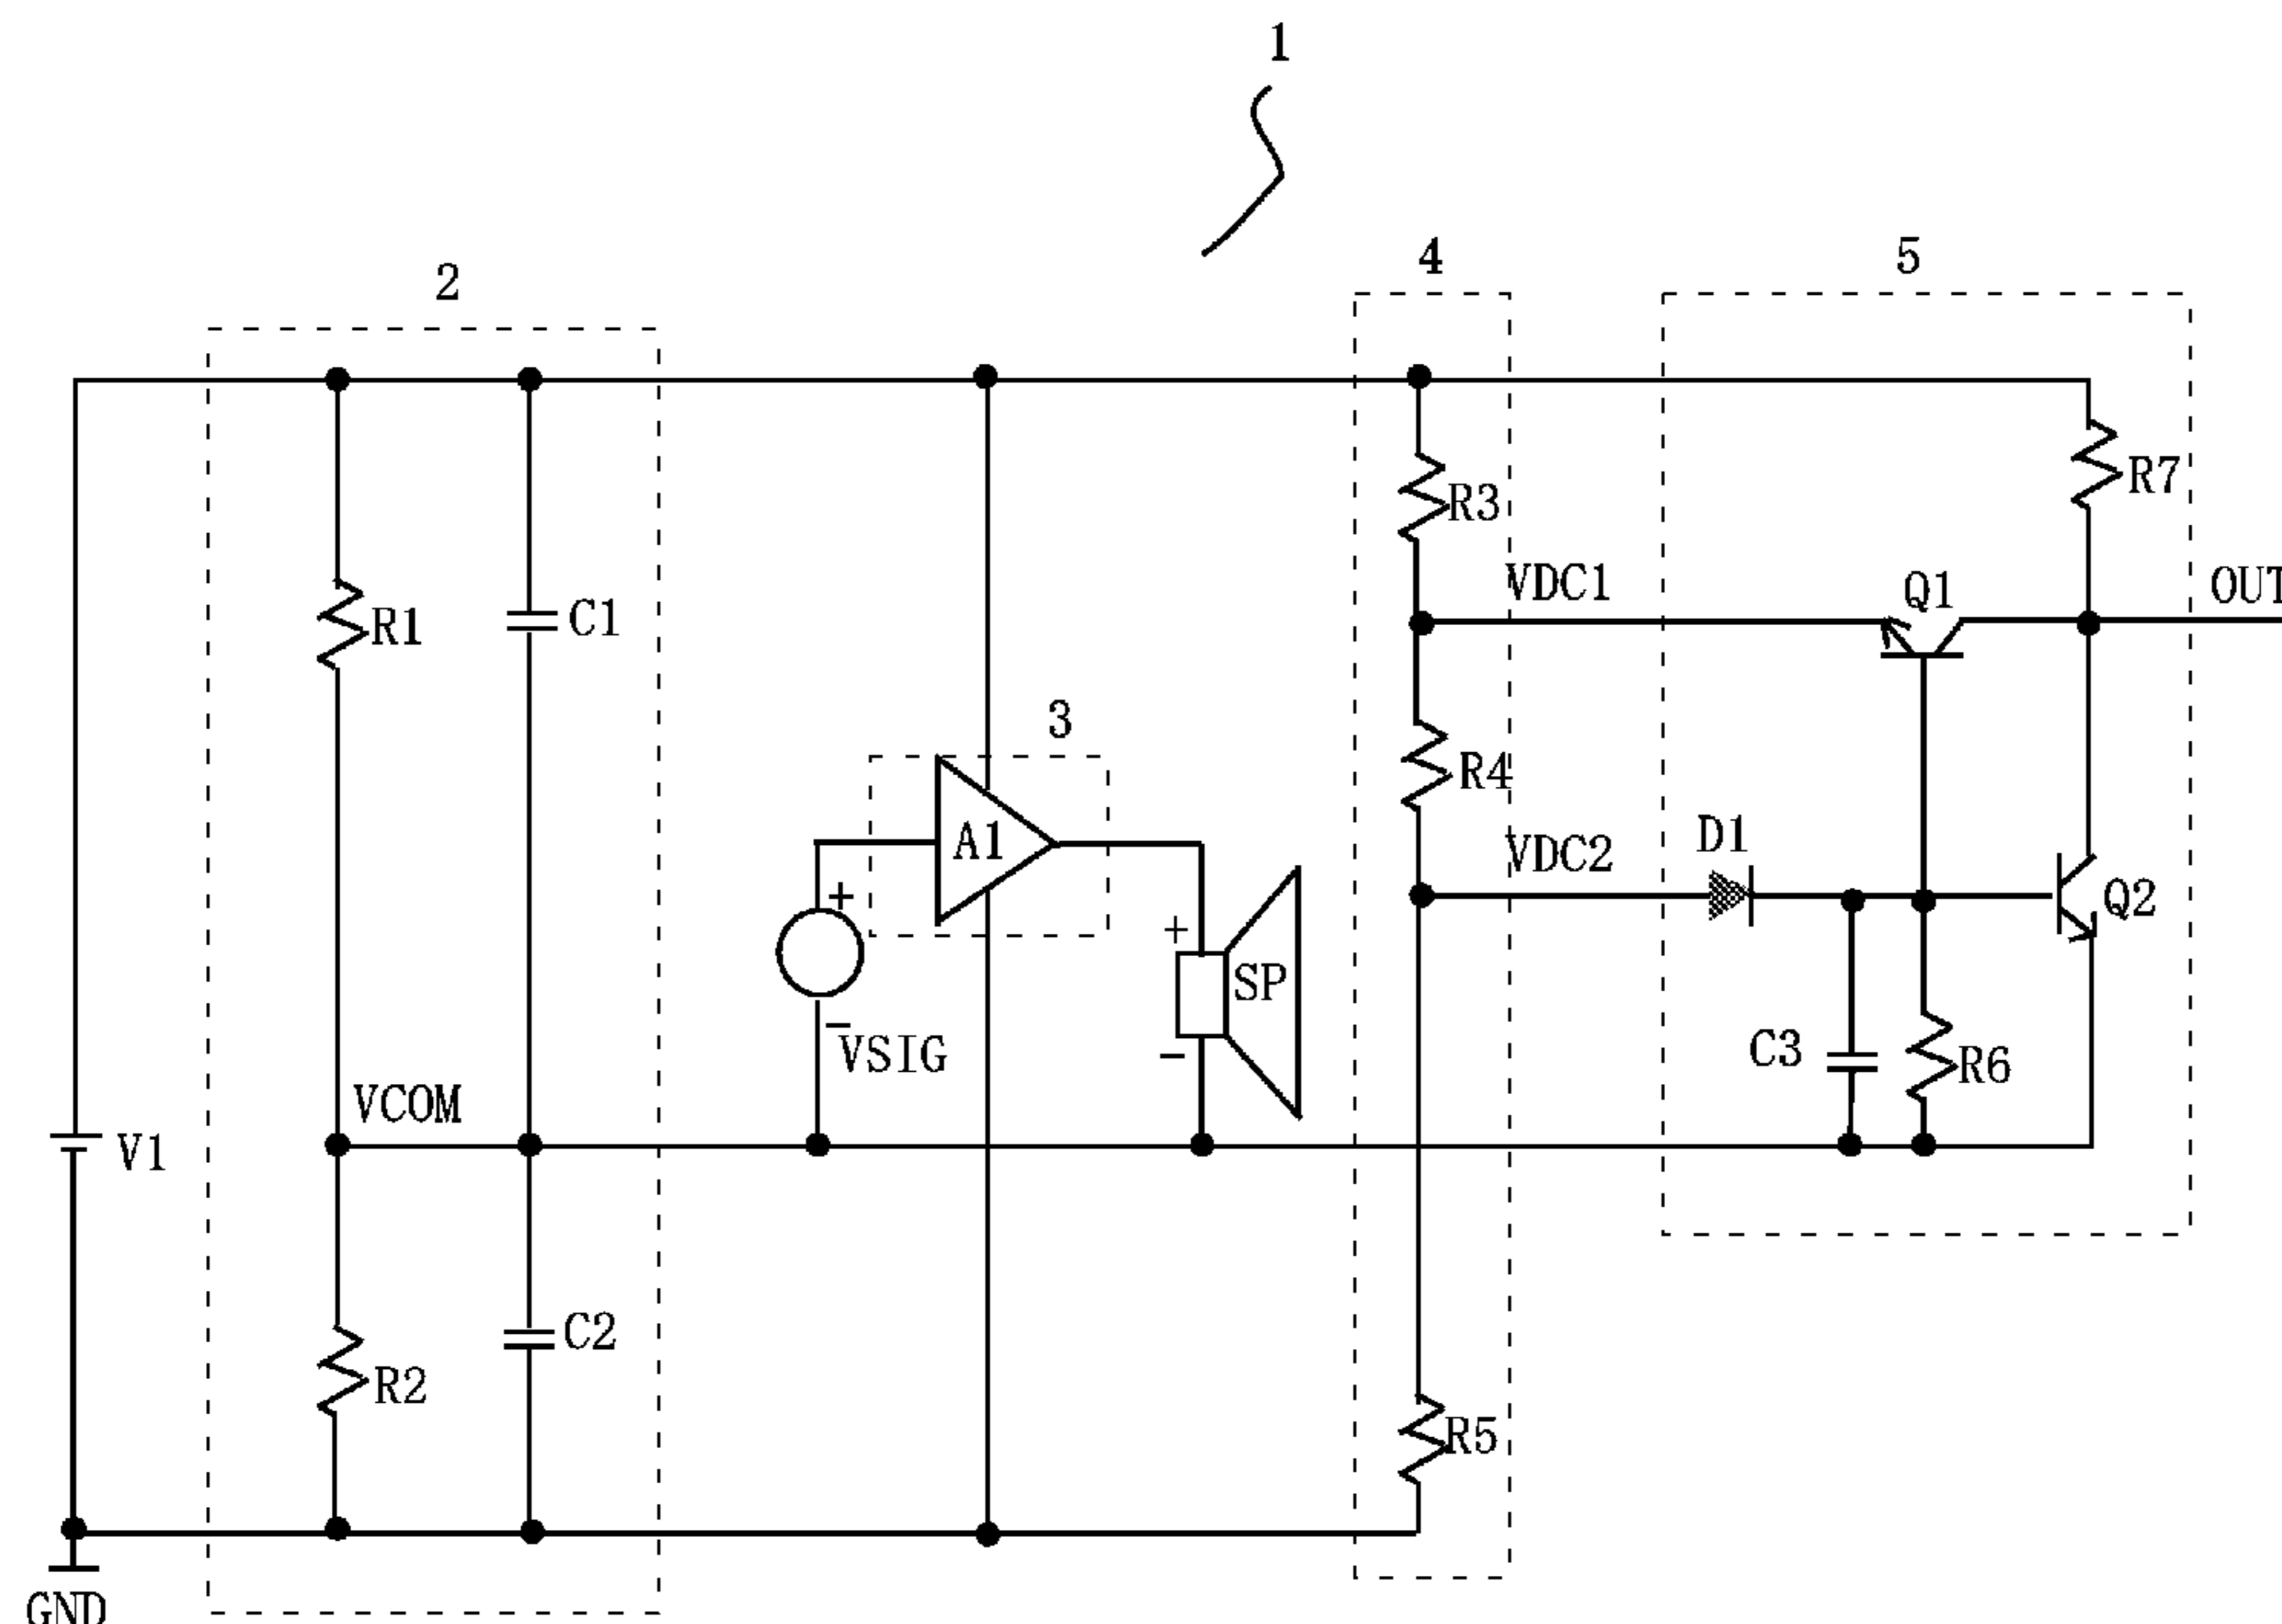 1
2
4
5
R3
R7
VDC1
Q1
OUT
R1
C1
3
R4
A1
VDC2
D1
Q2
+
+
SP
-
VSIG
-
C3
R6
VCOM
V1
C2
R2
R5
GND